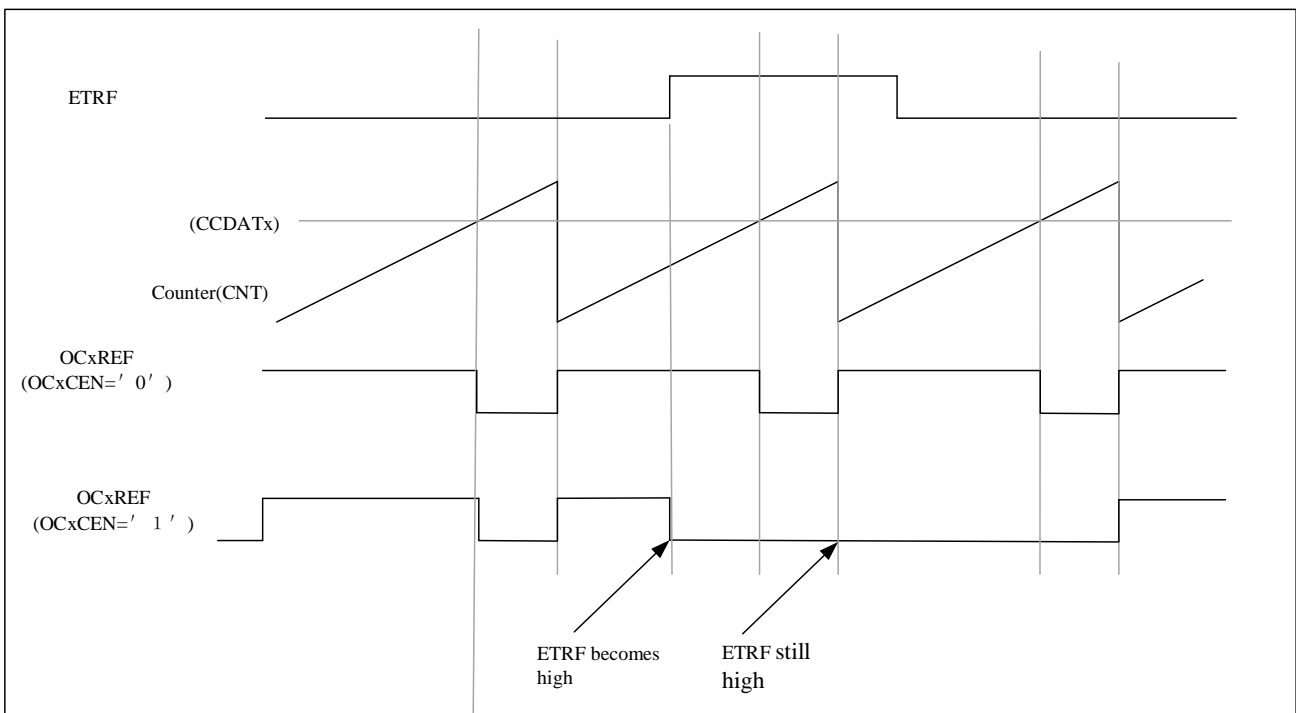 ETRF
(CCDATx)
Counter(CNT)
OCxREF
(OCxCEN=′ 0′ )
OCxREF
(OCxCEN=′ 1 ′ )
ETRF becomes
high
ETRF still
high